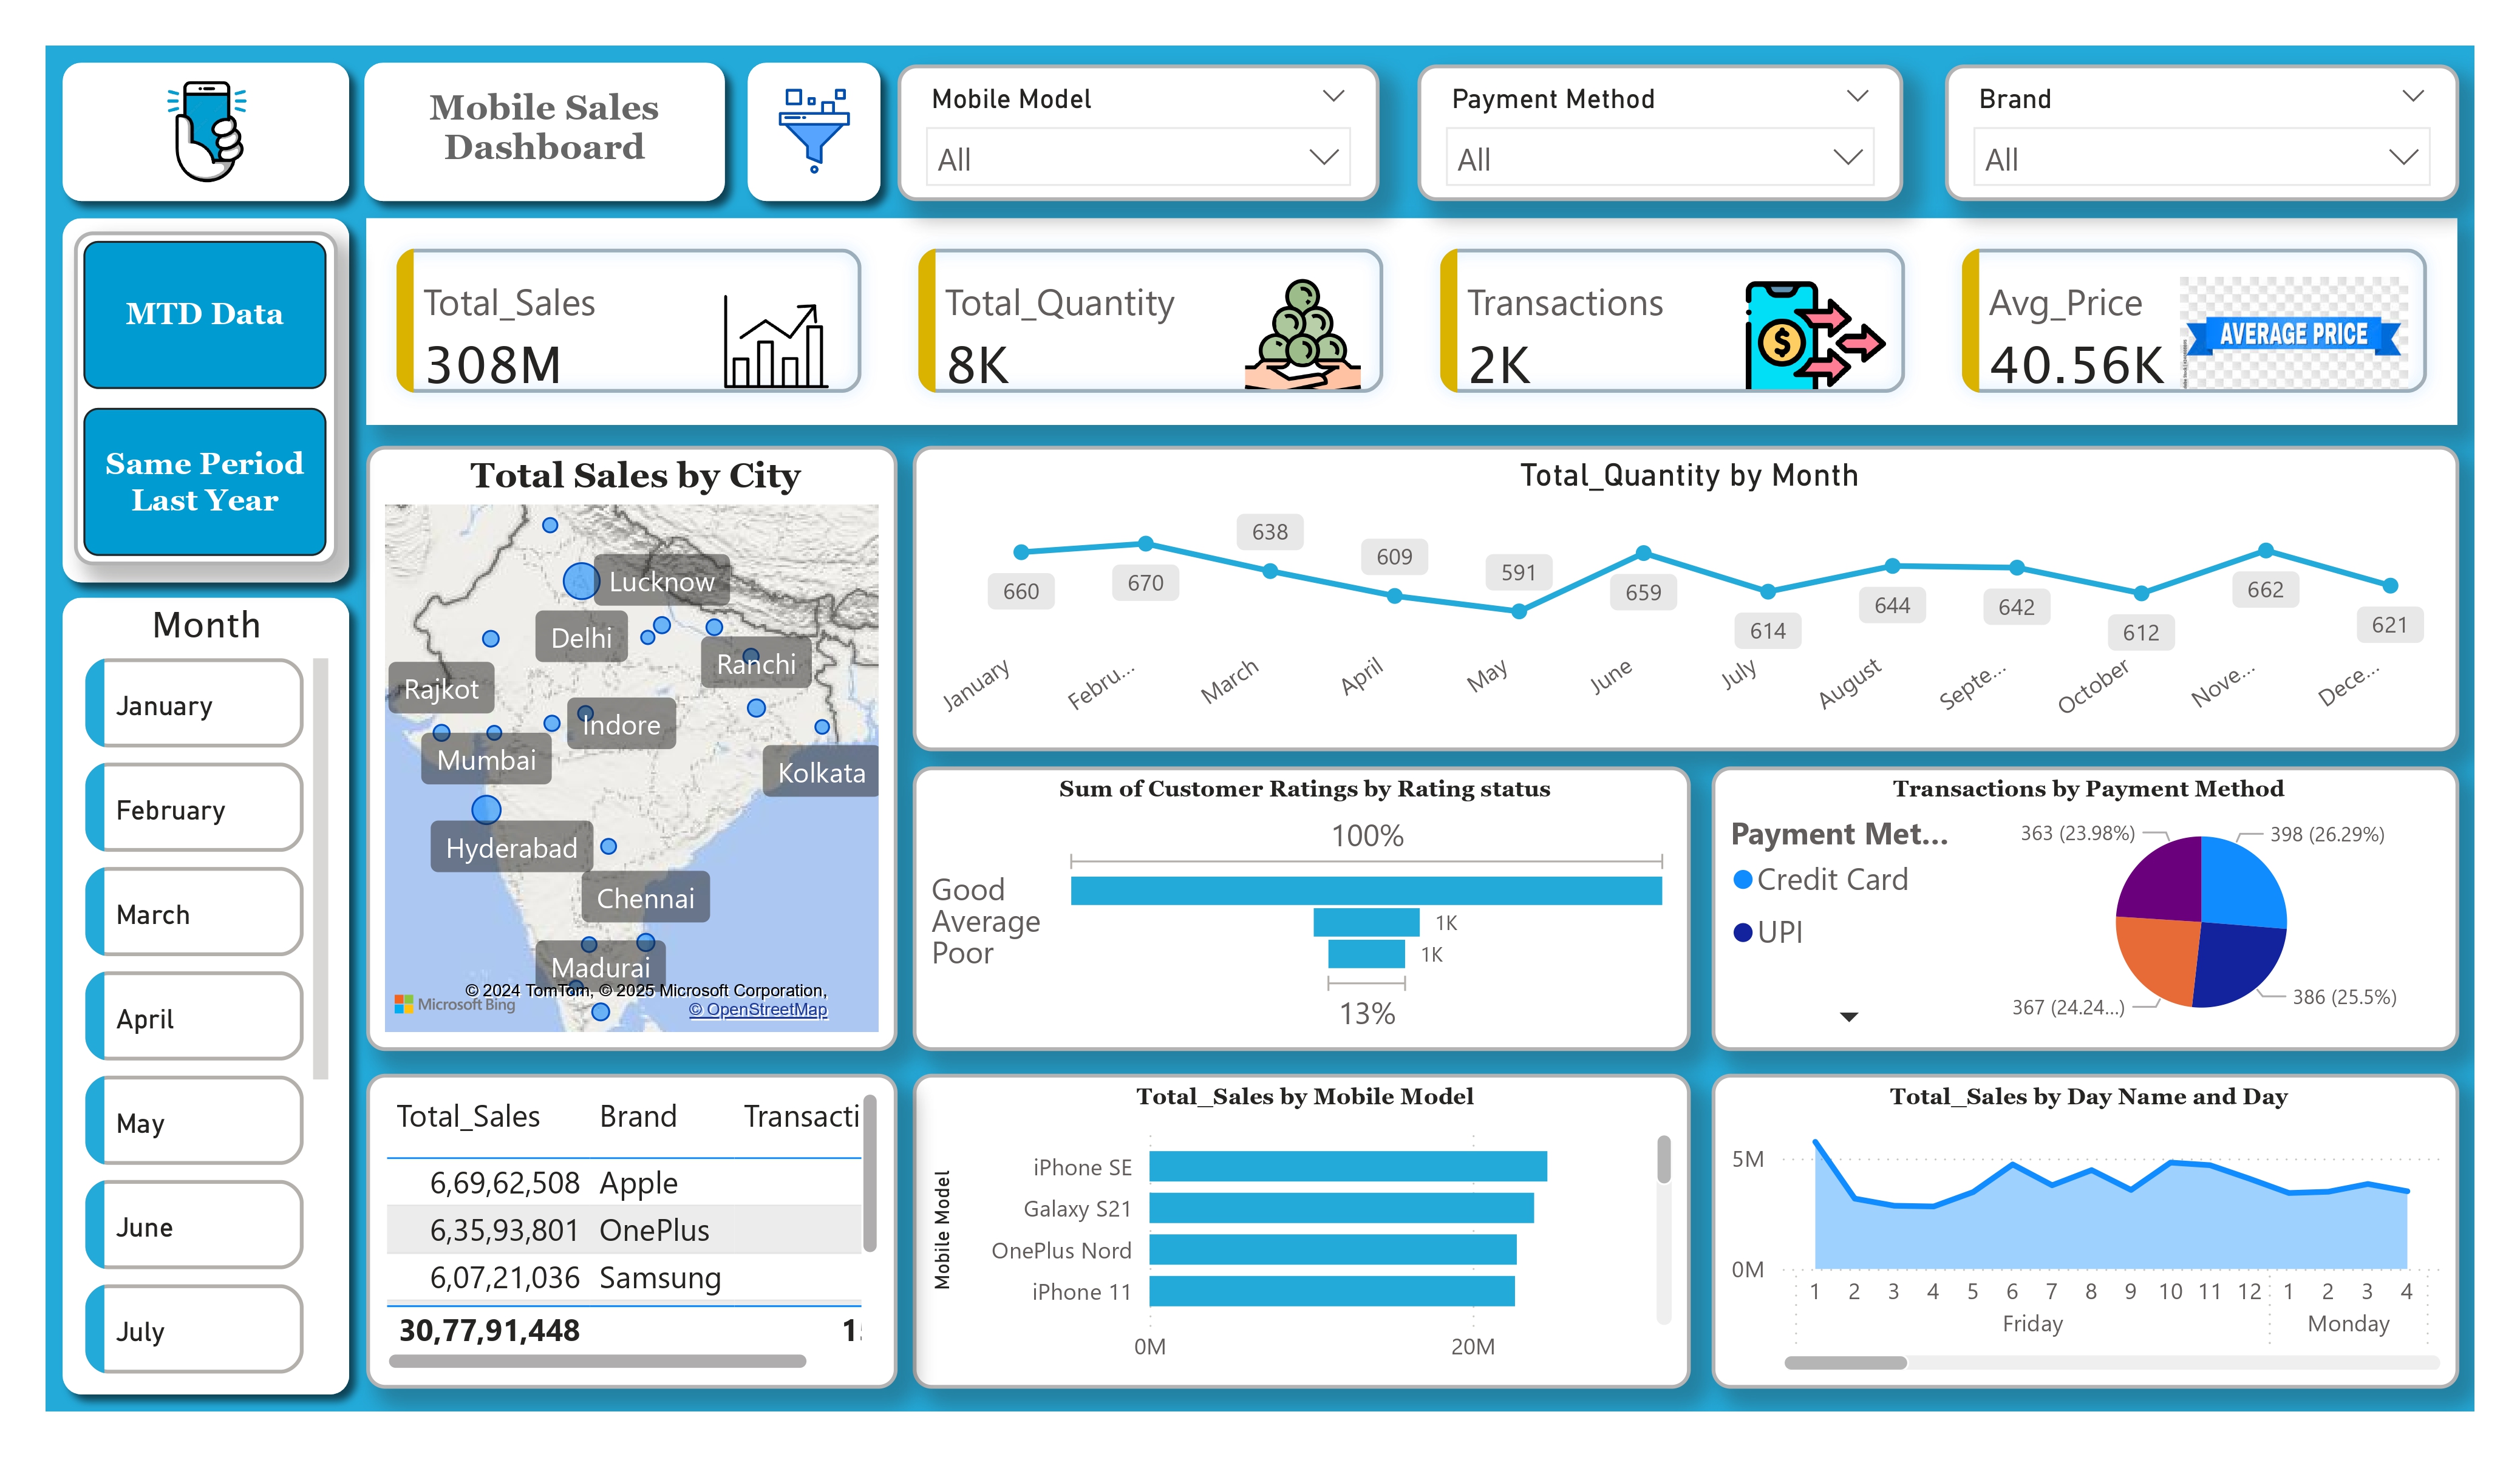 Mobile Sales
Dashboard
Mobile Model
All
Payment Method
All
Brand
All
MTD Data
Same Period
Last Year
Total_Sales
308M
Total_Quantity
8K
Transactions
2K
Avg_Price
40.56K
AVERAGE PRICE
Month
January
February
March
April
May
June
July
Total Sales by City
Lucknow
Delhi
Ranchi
Rajkot
Indore
Mumbai
Kolkata
Hyderabad
Chennai
Madurai
© 2024 TomTom, © 2025 Microsoft Corporation,
© OpenStreetMap
Microsoft Bing
Total_Quantity by Month
660
670
638
609
591
659
614
644
642
612
662
621
January
Febru...
March
April
May
June
July
August
Septe...
October
Nove...
Dece...
Sum of Customer Ratings by Rating status
100%
Good
Average
1K
Poor
1K
13%
Transactions by Payment Method
Payment Met...
Credit Card
UPI
363 (23.98%)
398 (26.29%)
367 (24.24...)
386 (25.5%)
Total_Sales Brand Transacti
6,69,62,508 Apple
6,35,93,801 OnePlus
6,07,21,036 Samsung
30,77,91,448
Total_Sales by Mobile Model
Mobile Model
iPhone SE
Galaxy S21
OnePlus Nord
iPhone 11
0M 20M
Total_Sales by Day Name and Day
5M
0M
1 2 3 4 5 6 7 8 9 10 11 12 1 2 3 4
Friday Monday